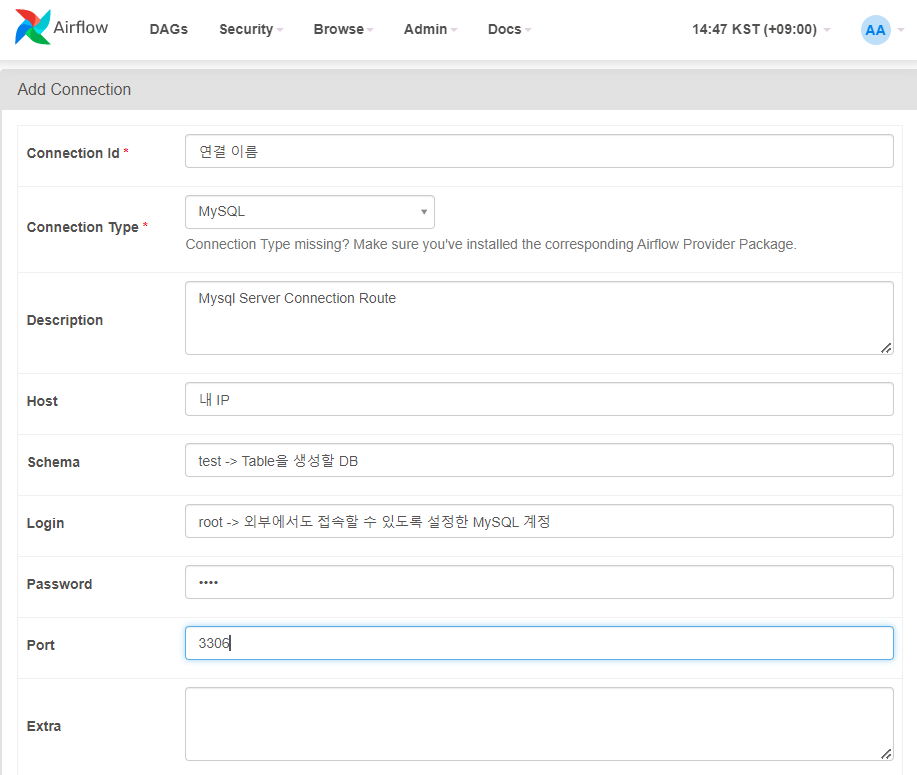 Airflow DAGs Security Browse Admin Docs 14:47 KST (+09:00) AA
Add Connection
Connection Id * 연결 이름
Connection Type * MySQL
Connection Type missing? Make sure you've installed the corresponding Airflow Provider Package.
Description Mysql Server Connection Route
Host 내 IP
Schema test -> Table을 생성할 DB
Login root -> 외부에서도 접속할 수 있도록 설정한 MySQL 계정
Password ••••
Port 3306
Extra